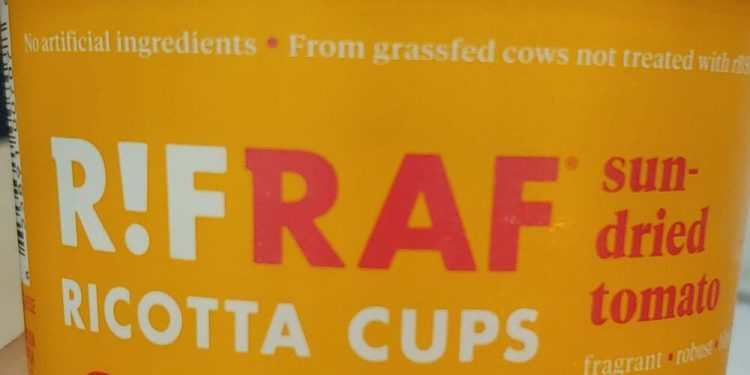 No artificial ingredients • From grassfed cows not treated with
R!FRAF®
RICOTTA CUPS
sun-
dried
tomato
fragrant • robust •